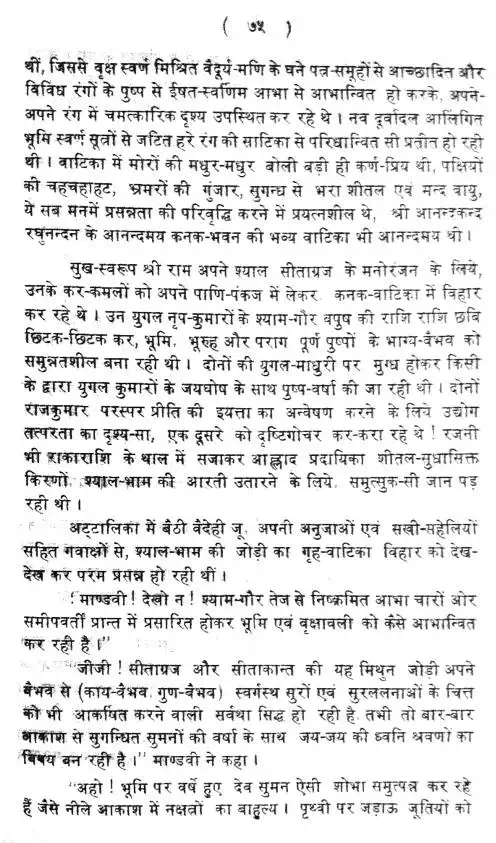 ( ७५ )
थीं, जिससे वृक्ष स्वर्ण मिश्रित वैदूर्य-मणि के घने पत्र-समूहों से आच्छादित और
विविध रंगों के पुष्प से ईषत-स्वर्णिम आभा से आभान्वित हो करके, अपने-
अपने रंग में चमत्कारिक दृश्य उपस्थित कर रहे थे । नव दूर्वादल आलिंगित
भूमि स्वर्ण सूत्रों से जटित हरे रंग की साटिका से परिधान्वित सी प्रतीत हो रही
थी । वाटिका में मोरों की मधुर-मधुर बोली बड़ी ही कर्ण-प्रिय थी, पक्षियों
की चहचहाहट, भ्रमरों की गुंजार, सुगन्ध से भरा शीतल एवं मन्द वायु,
ये सब मनमें प्रसन्नता की परिवृद्धि करने में प्रयत्नशील थे, श्री आनन्दकन्द
रघुनन्दन के आनन्दमय कनक-भवन की भव्य वाटिका भी आनन्दमय थी ।
सुख-स्वरूप श्री राम अपने श्याल सीताग्रज के मनोरंजन के लिये,
उनके कर-कमलों को अपने पाणि-पंकज में लेकर कनक-वाटिका में विहार
कर रहे थे । उन युगल नृप-कुमारों के श्याम-गौर वपुष की राशि राशि छबि
छिटक-छिटक कर, भूमि, भूरुह और पराग पूर्ण पुष्पों के भाग्य-वैभव को
समुन्नतशील बना रही थी । दोनों की युगल-माधुरी पर मुग्ध होकर किसी
के द्वारा युगल कुमारों के जयघोष के साथ पुष्प-वर्षा की जा रही थी । दोनों
राजकुमार परस्पर प्रीति की इयत्ता का अन्वेषण करने के लिये उद्योग
तत्परता का दृश्य-सा, एक दूसरे को दृष्टिगोचर कर-करा रहे थे ! रजनी
भी राकाराशि के थाल में सजाकर आह्लाद प्रदायिका शीतल-सुधासिक्त
किरणों, श्याल-भाम की आरती उतारने के लिये, समुत्सुक-सी जान पड़
रही थी ।
अट्टालिका में बैठी वैदेही जू, अपनी अनुजाओं एवं सखी-सहेलियों
सहित गवाक्षों से, श्याल-भाम की जोड़ी का गृह-वाटिका विहार को देख-
देख कर परम प्रसन्न हो रही थीं ।
माण्डवी ! देखो न ! श्याम-गौर तेज से निष्क्रमित आभा चारों ओर
समीपवर्ती प्रान्त में प्रसारित होकर भूमि एवं वृक्षावली को कैसे आभान्वित
कर रही है ।"
"जीजी ! सीताग्रज और सीताकान्त की यह मिथुन जोड़ी अपने
वैभव से (काय-वैभव, गुण-वैभव) स्वर्गस्थ सुरों एवं सुरललनाओं के चित्त
को भी आकर्षित करने वाली सर्वथा सिद्ध हो रही है, तभी तो बार-बार
आकाश से सुगन्धित सुमनों की वर्षा के साथ जय-जय की ध्वनि श्रवणों का
विषय बन रही है ।" माण्डवी ने कहा ।
"अहो ! भूमि पर वर्षे हुए देव सुमन ऐसी शोभा समुत्पन्न कर रहे
हैं जैसे नीले आकाश में नक्षत्रों का बाहुल्य । पृथ्वी पर जड़ाऊ जूतियों को